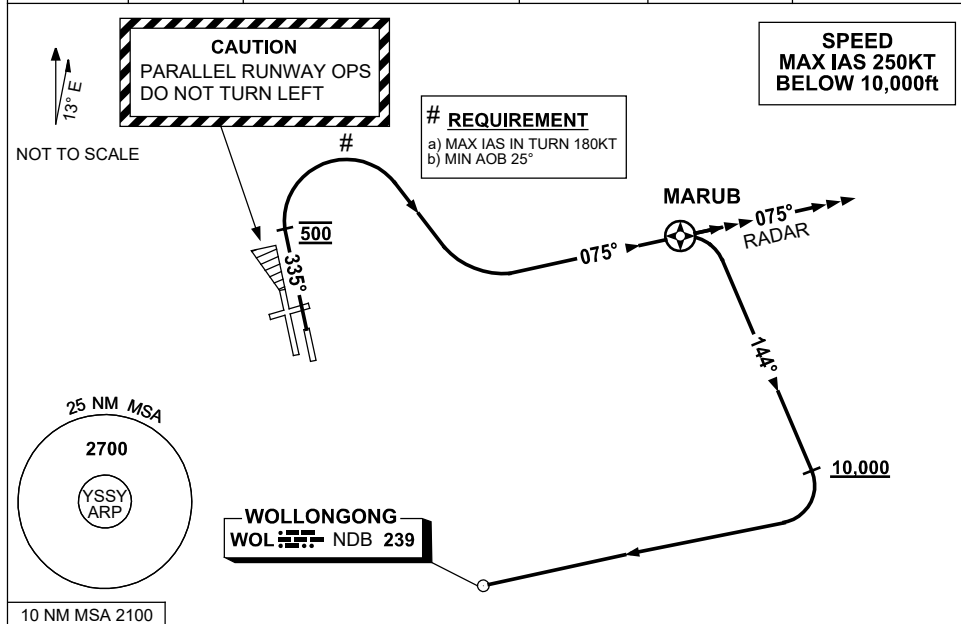 CAUTION
PARALLEL RUNWAY OPS
DO NOT TURN LEFT
SPEED
MAX IAS 250KT
BELOW 10,000ft
13° E
NOT TO SCALE
#
# REQUIREMENT
a) MAX IAS IN TURN 180KT
b) MIN AOB 25°
500
335°
075°
MARUB
075°
RADAR
144°
10,000
25 NM MSA
2700
YSSY
ARP
WOLLONGONG
WOL NDB 239
10 NM MSA 2100